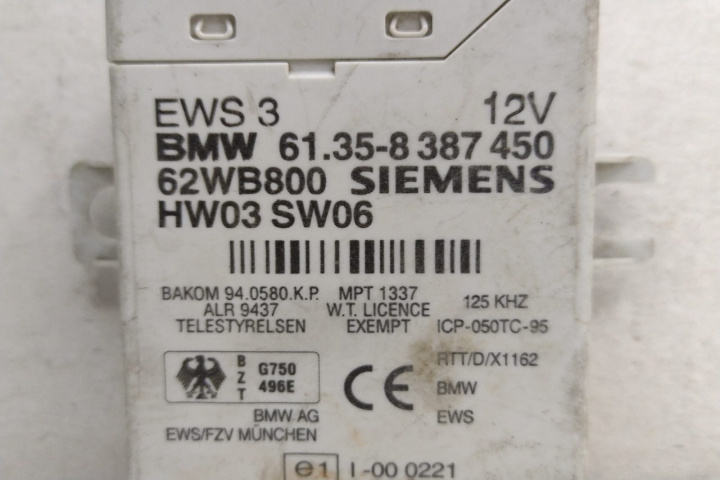 EWS 3 12V
BMW 61.35-8 387 450
62WB800 SIEMENS
HW03 SW06
BAKOM 94.0580.K.P. MPT 1337 125 KHZ
ALR 9437 W.T. LICENCE
TELESTYRELSEN EXEMPT ICP-050TC-95
BZT G750 496E
CE RTT/D/X1162
BMW
BMW AG EWS
EWS/FZV MÜNCHEN
e1 I-00 0221